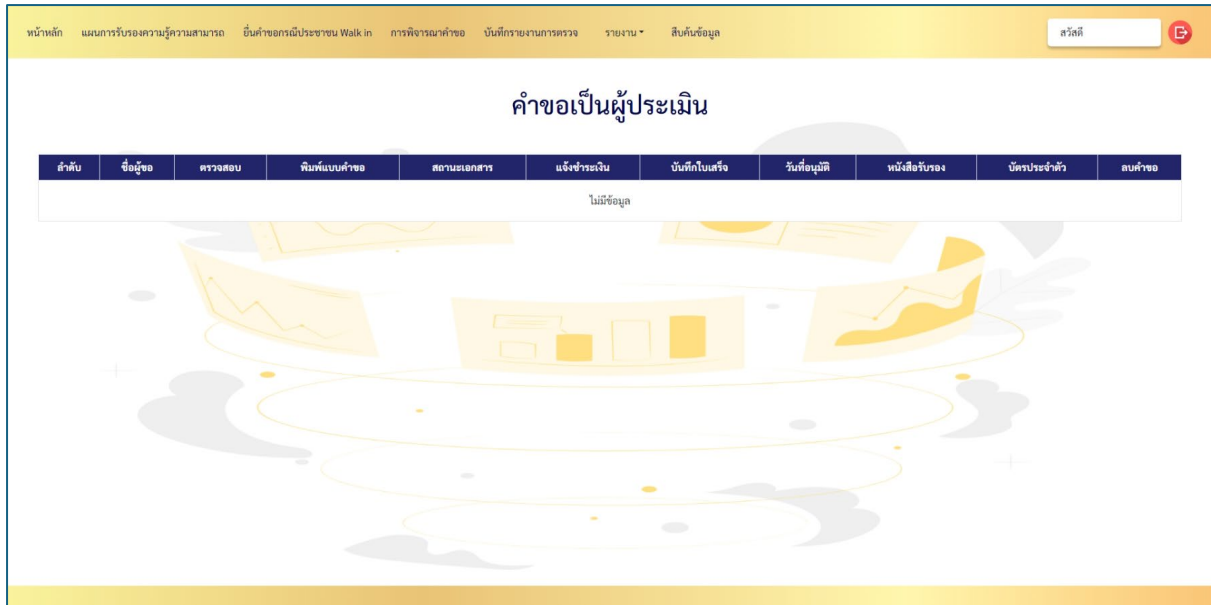 หน้าหลัก แผนการรับรองความรู้ความสามารถ ยื่นคำขอกรณีประชาชน Walk in การพิจารณาคำขอ บันทึกรายงานการตรวจ รายงาน สืบค้นข้อมูล สวัสดี
คำขอเป็นผู้ประเมิน
ลำดับ ชื่อผู้ขอ ตรวจสอบ พิมพ์แบบคำขอ สถานะเอกสาร แจ้งชำระเงิน บันทึกใบเสร็จ วันที่อนุมัติ หนังสือรับรอง บัตรประจำตัว ลบคำขอ
ไม่มีข้อมูล